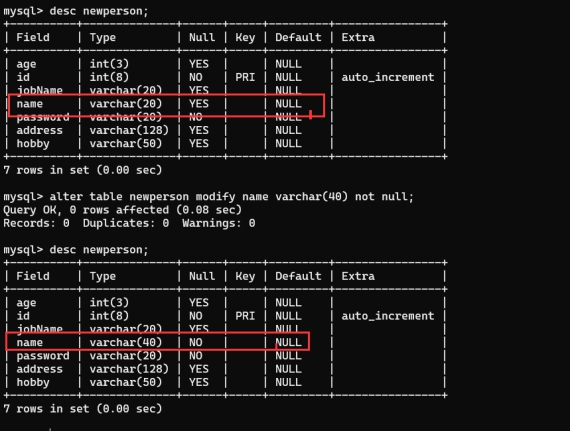 mysql> desc newperson;
+----------+--------------+------+-----+---------+----------------+
| Field    | Type         | Null | Key | Default | Extra          |
+----------+--------------+------+-----+---------+----------------+
| age      | int(3)       | YES  |     | NULL    |                |
| id       | int(8)       | NO   | PRI | NULL    | auto_increment |
| jobName  | varchar(20)  | YES  |     | NULL    |                |
| name     | varchar(20)  | YES  |     | NULL    |                |
| password | varchar(20)  | NO   |     | NULL    |                |
| address  | varchar(128) | YES  |     | NULL    |                |
| hobby    | varchar(50)  | YES  |     | NULL    |                |
+----------+--------------+------+-----+---------+----------------+
7 rows in set (0.00 sec)
mysql> alter table newperson modify name varchar(40) not null;
Query OK, 0 rows affected (0.08 sec)
Records: 0  Duplicates: 0  Warnings: 0
mysql> desc newperson;
+----------+--------------+------+-----+---------+----------------+
| Field    | Type         | Null | Key | Default | Extra          |
+----------+--------------+------+-----+---------+----------------+
| age      | int(3)       | YES  |     | NULL    |                |
| id       | int(8)       | NO   | PRI | NULL    | auto_increment |
| jobName  | varchar(20)  | YES  |     | NULL    |                |
| name     | varchar(40)  | NO   |     | NULL    |                |
| password | varchar(20)  | NO   |     | NULL    |                |
| address  | varchar(128) | YES  |     | NULL    |                |
| hobby    | varchar(50)  | YES  |     | NULL    |                |
+----------+--------------+------+-----+---------+----------------+
7 rows in set (0.00 sec)